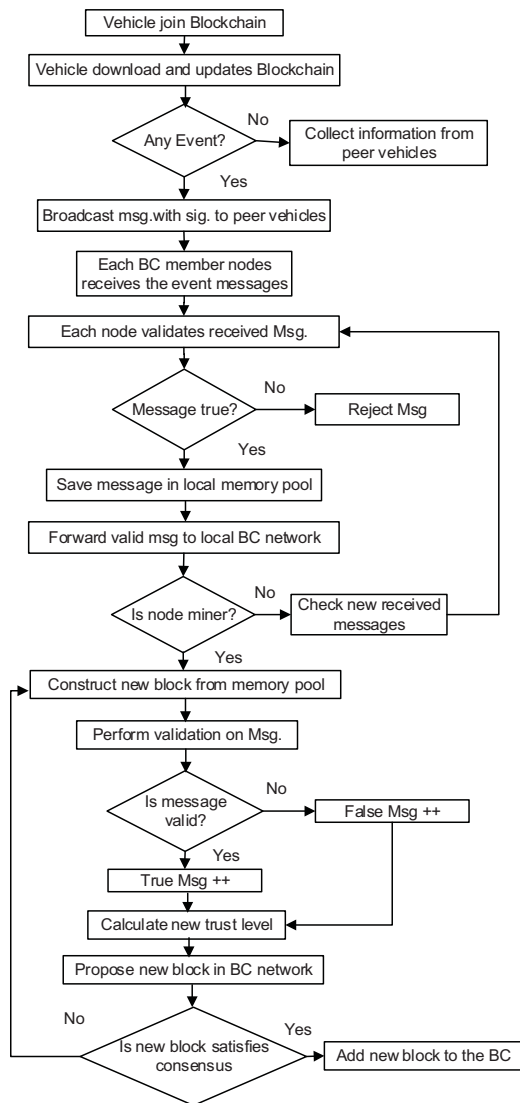 Vehicle join Blockchain
Vehicle download and updates Blockchain
No
Any Event?
Collect information from
peer vehicles
Yes
Broadcast msg.with sig. to peer vehicles
Each BC member nodes
receives the event messages
Each node validates received Msg.
No
Message true?
Reject Msg
Yes
Save message in local memory pool
Forward valid msg to local BC network
No
Is node miner?
Check new received
messages
Yes
Construct new block from memory pool
Perform validation on Msg.
No
Is message
valid?
False Msg ++
Yes
True Msg ++
Calculate new trust level
Propose new block in BC network
No
Yes
Is new block satisfies
consensus
Add new block to the BC